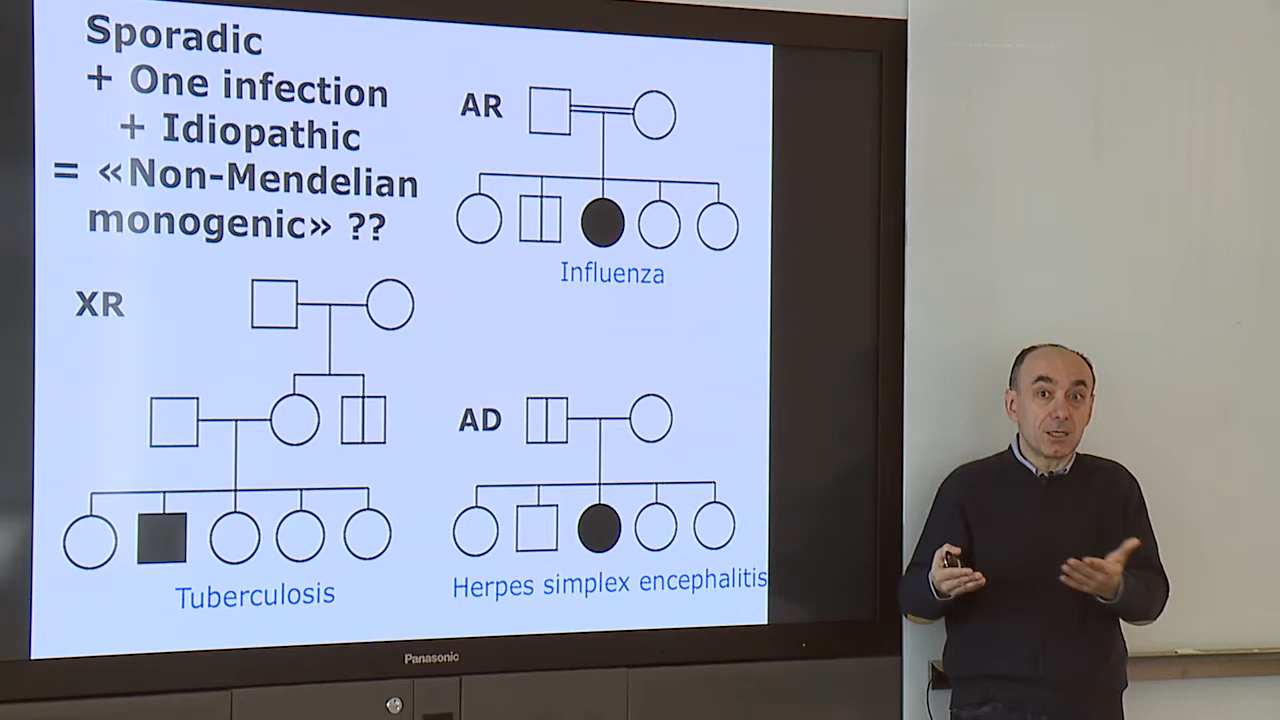 Sporadic
+ One infection
+ Idiopathic
= «Non-Mendelian
monogenic» ??
AR
Influenza
XR
Tuberculosis
AD
Herpes simplex encephalitis
Panasonic